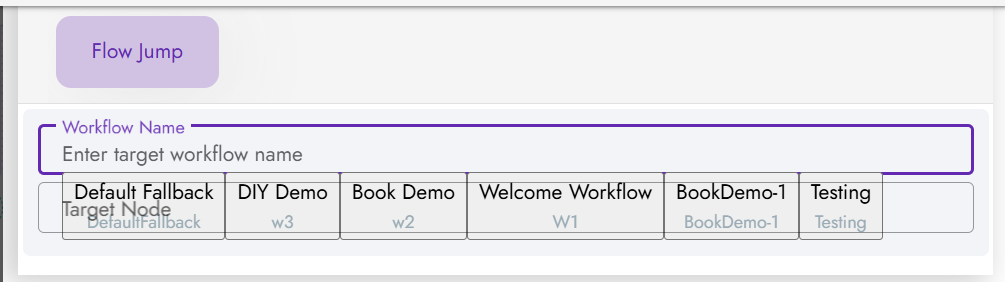 Flow Jump
Workflow Name
Enter target workflow name
Default Fallback DIY Demo Book Demo Welcome Workflow BookDemo-1 Testing
Target Node
DefaultFallback w3 w2 W1 BookDemo-1 Testing